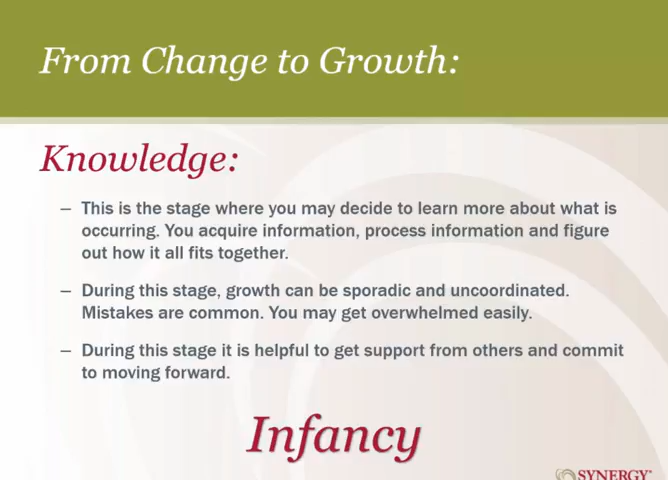 From Change to Growth:
Knowledge:
– This is the stage where you may decide to learn more about what is
occurring. You acquire information, process information and figure
out how it all fits together.
– During this stage, growth can be sporadic and uncoordinated.
Mistakes are common. You may get overwhelmed easily.
– During this stage it is helpful to get support from others and commit
to moving forward.
Infancy
SYNERGY